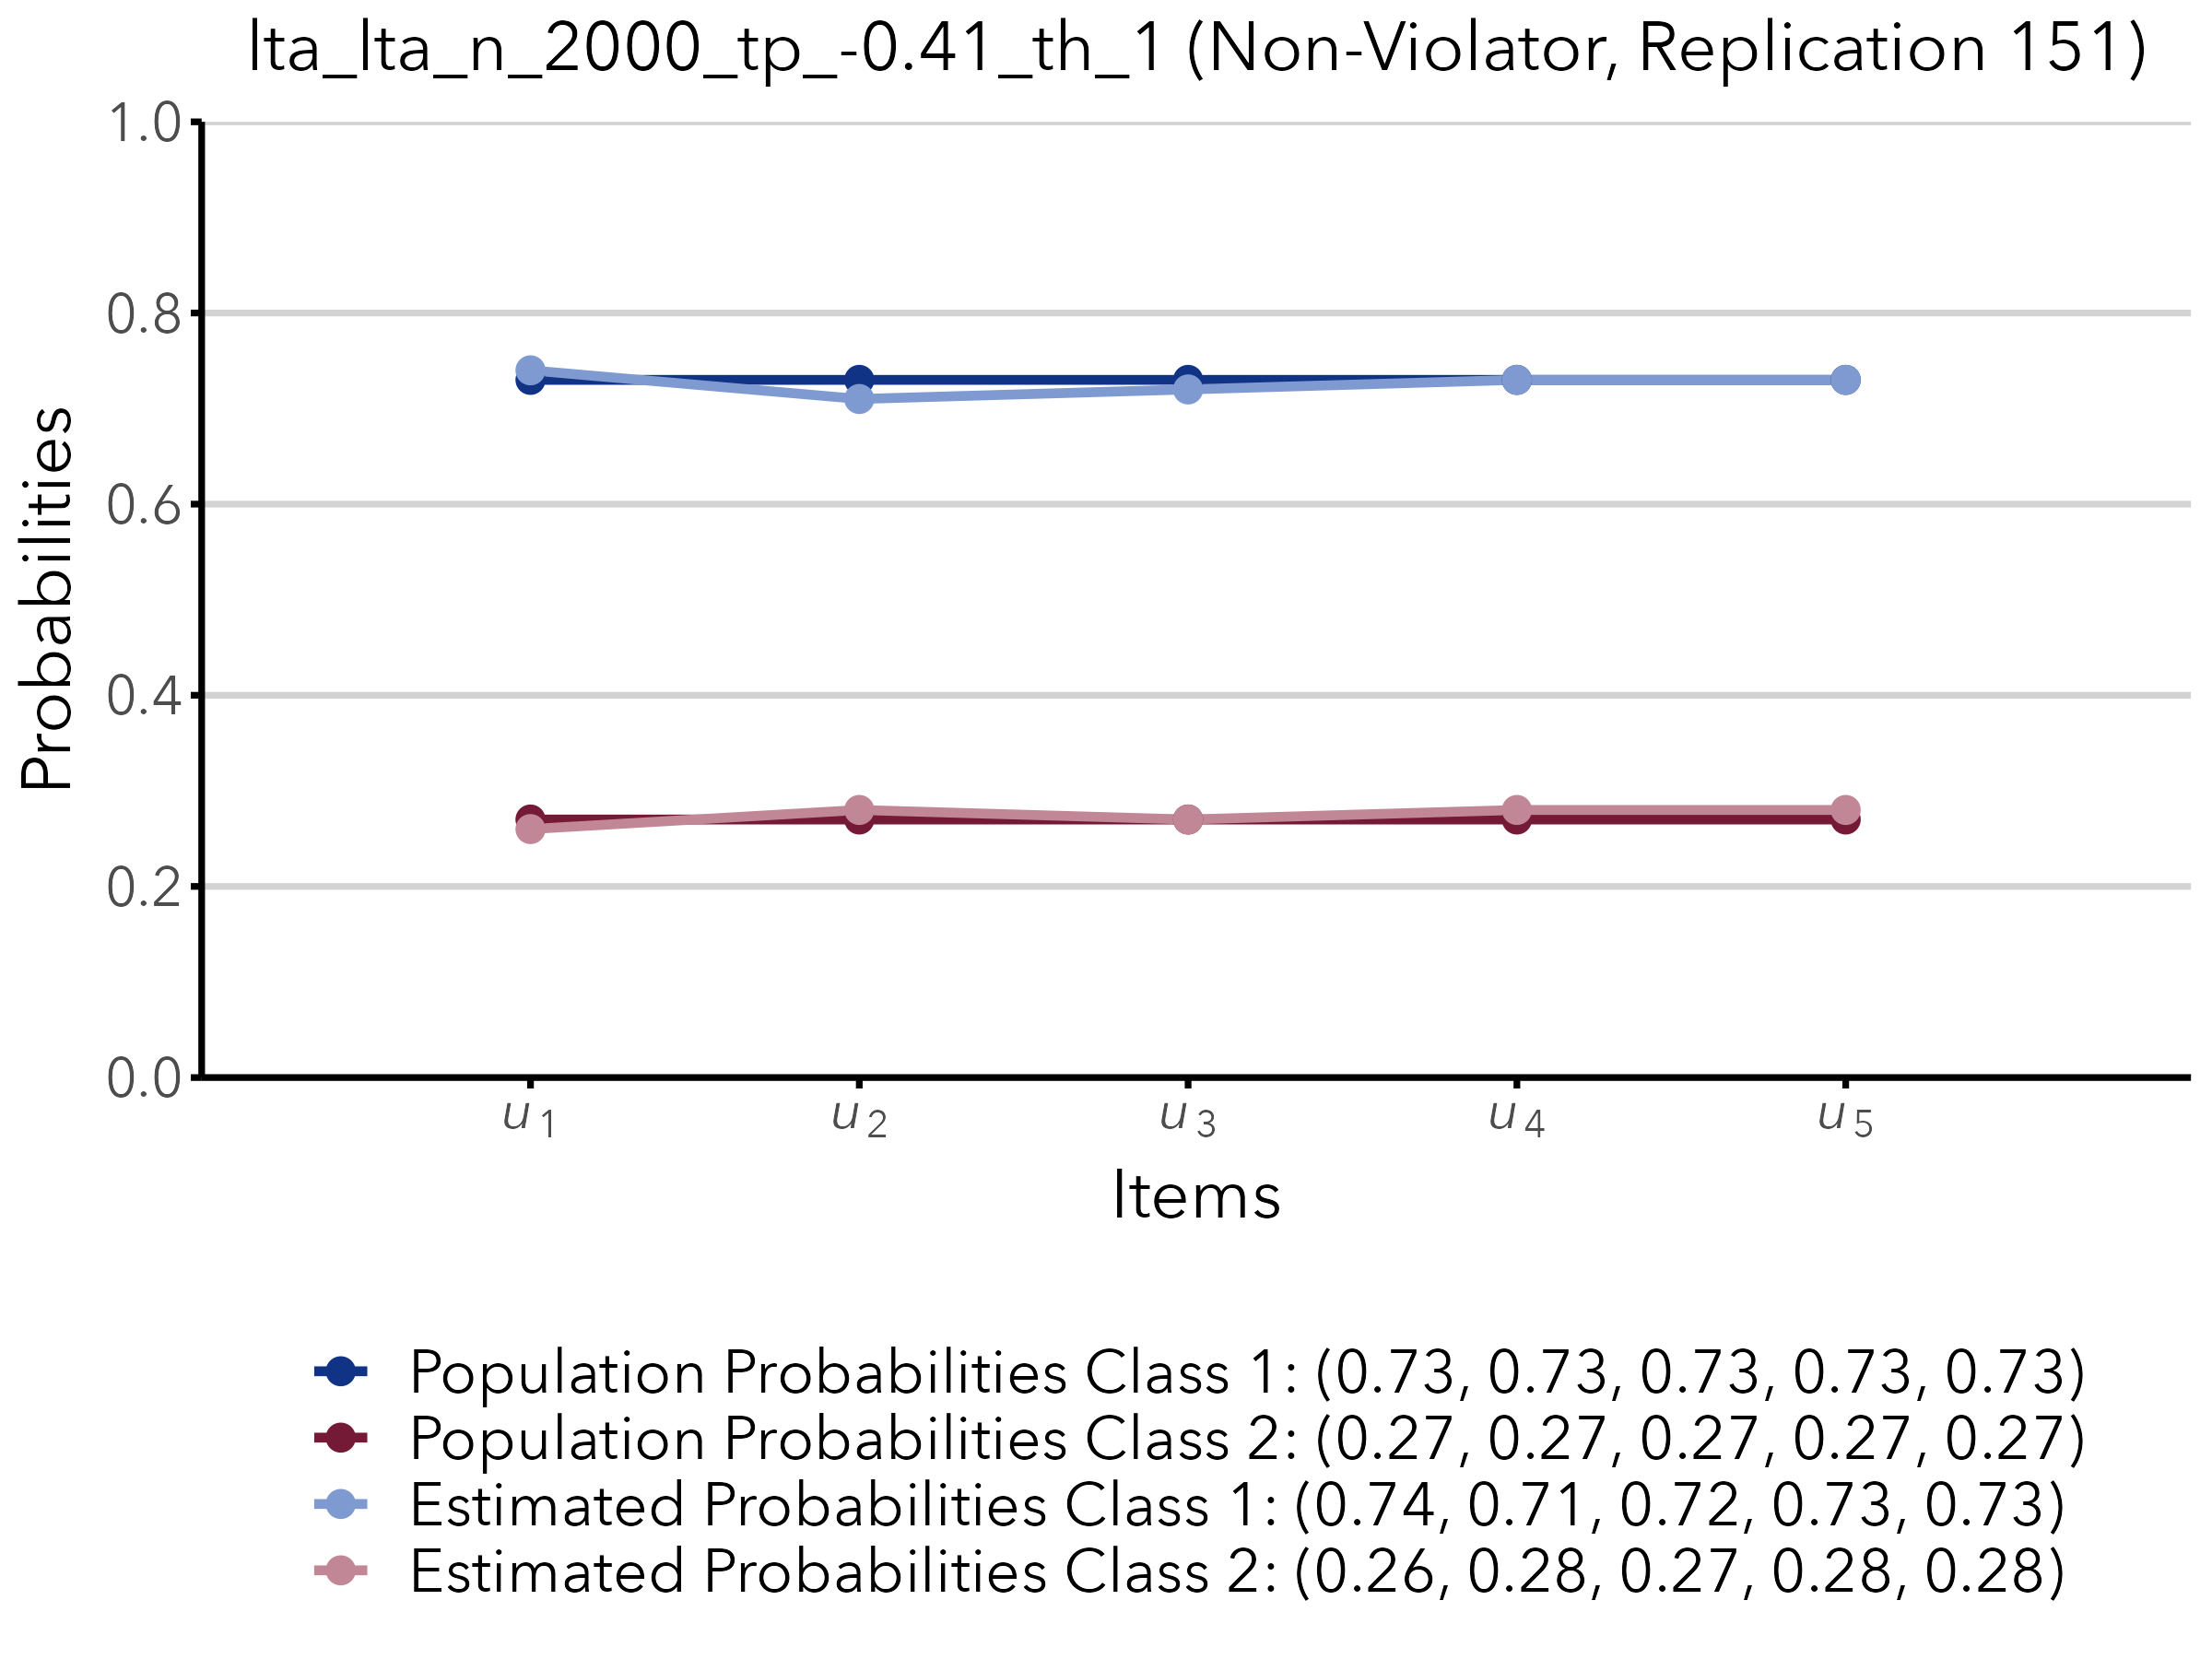 lta_lta_n_2000_tp_-0.41_th_1 (Non-Violator, Replication 151)
1.0
0.8
0.6
0.4
0.2
0.0
Probabilities
u1 u2 u3 u4 u5
Items
Population Probabilities Class 1: (0.73, 0.73, 0.73, 0.73, 0.73)
Population Probabilities Class 2: (0.27, 0.27, 0.27, 0.27, 0.27)
Estimated Probabilities Class 1: (0.74, 0.71, 0.72, 0.73, 0.73)
Estimated Probabilities Class 2: (0.26, 0.28, 0.27, 0.28, 0.28)